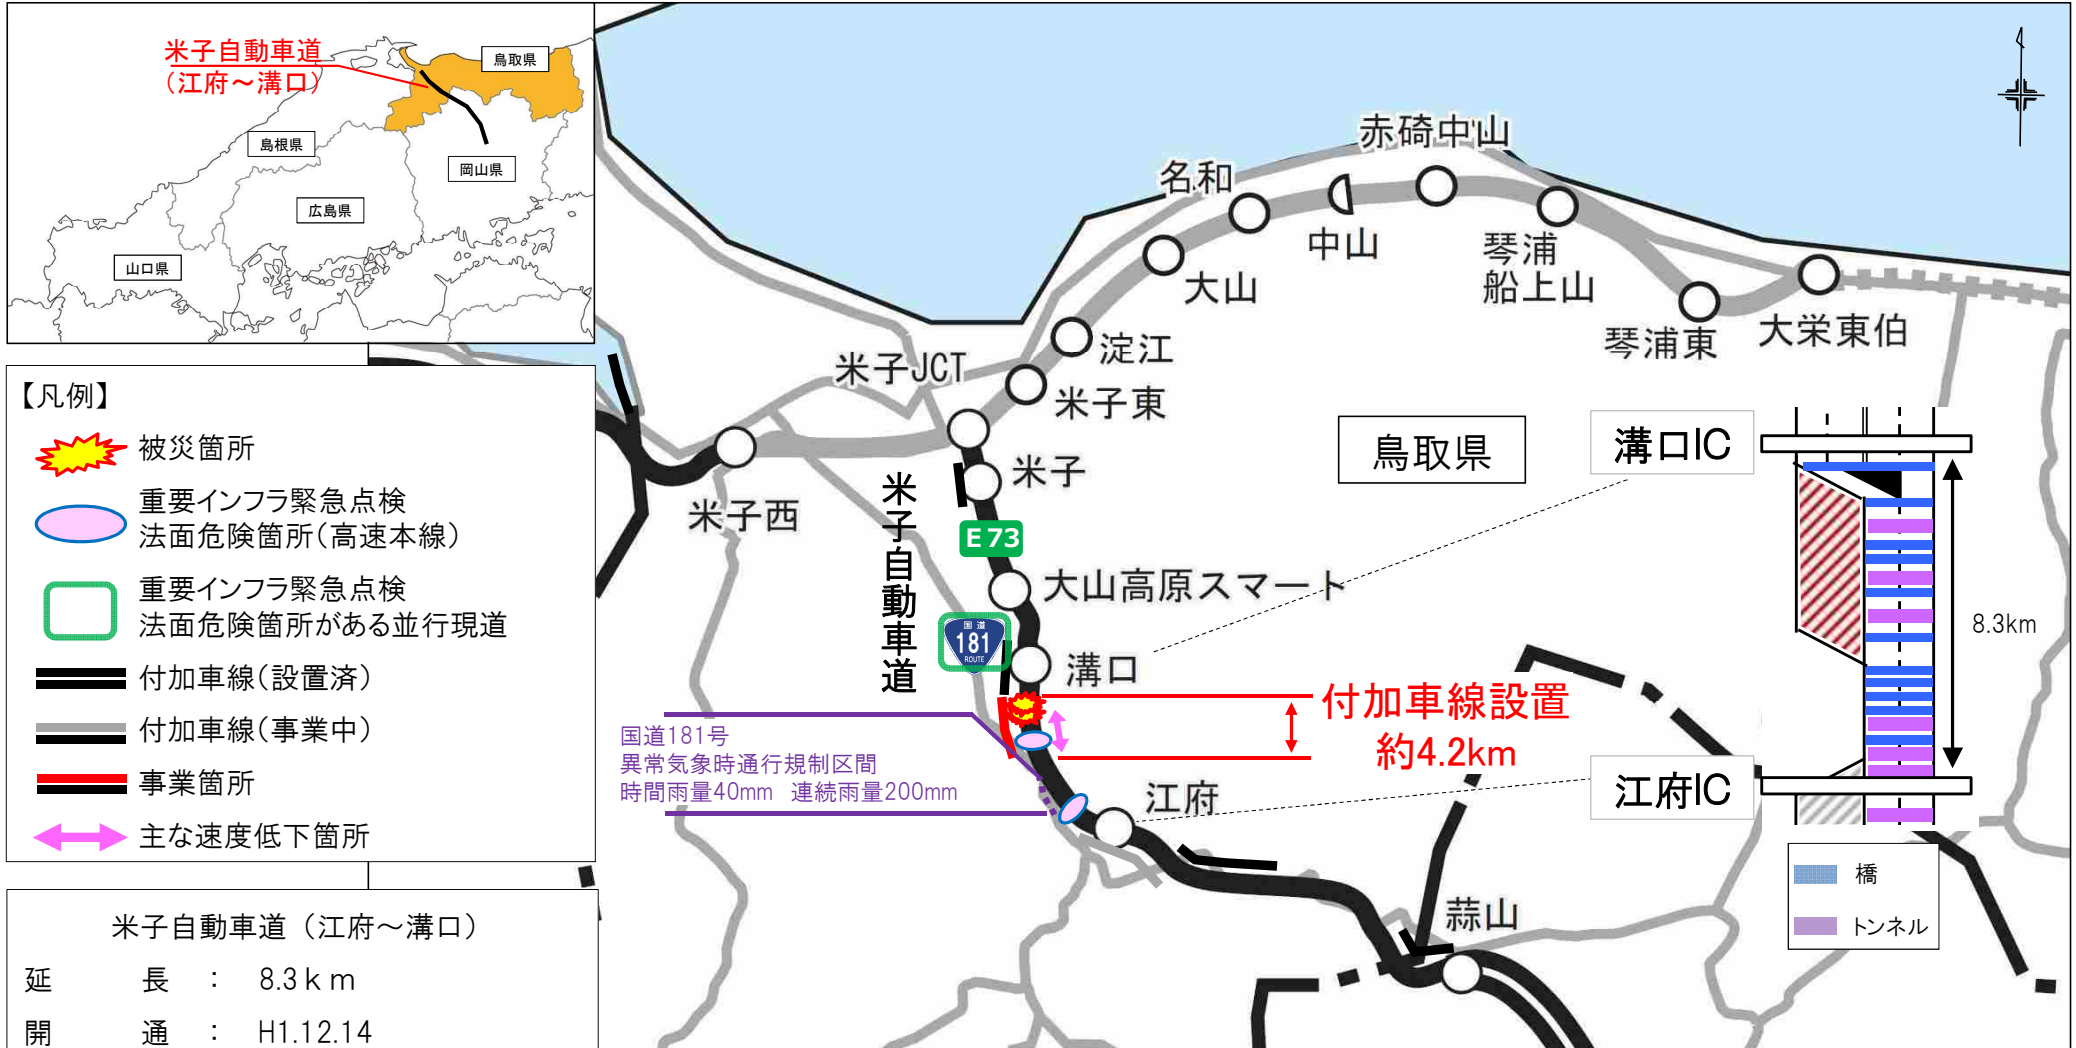 米子自動車道
(江府～溝口)
鳥取県
島根県
岡山県
広島県
山口県
【凡例】
被災箇所
重要インフラ緊急点検
法面危険箇所(高速本線)
重要インフラ緊急点検
法面危険箇所がある並行現道
付加車線(設置済)
付加車線(事業中)
事業箇所
主な速度低下箇所
米子自動車道（江府～溝口）
延長：8.3ｋｍ
開通：H1.12.14
赤碕中山
名和
中山
琴浦
船上山
大山
琴浦東
大栄東伯
淀江
米子JCT
米子東
米子
米子西
米子自動車道
E73
大山高原スマート
国道
181
ROUTE
溝口
国道181号
異常気象時通行規制区間
時間雨量40mm 連続雨量200mm
付加車線設置
約4.2km
江府
蒜山
鳥取県
溝口IC
8.3km
江府IC
橋
トンネル